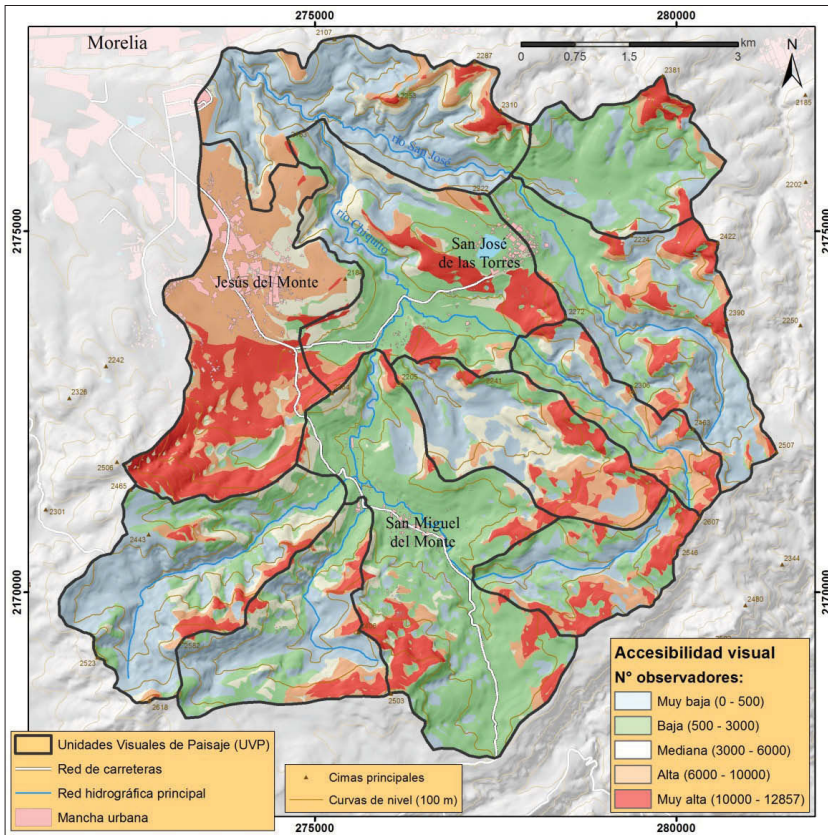 275000
280000
Morelia
2107
2287
2310
2381
2185
0 0.75 1.5 3
km
N
río San José
2202
2222
2175000
2175000
río Chiquito
San José
de las Torres
2224
2422
Jesús del Monte
2272
2390
2250
2242
2326
2205
2241
2306
2463
2507
2506
2465
2301
San Miguel
del Monte
2607
2546
2443
2344
2170000
2170000
2480
2523
2582
2618
2503
Accesibilidad visual
N° observadores:
Muy baja (0 - 500)
Baja (500 - 3000)
Mediana (3000 - 6000)
Alta (6000 - 10000)
Muy alta (10000 - 12857)
Unidades Visuales de Paisaje (UVP)
Red de carreteras
Red hidrográfica principal
Mancha urbana
Cimas principales
Curvas de nivel (100 m)
275000
280000